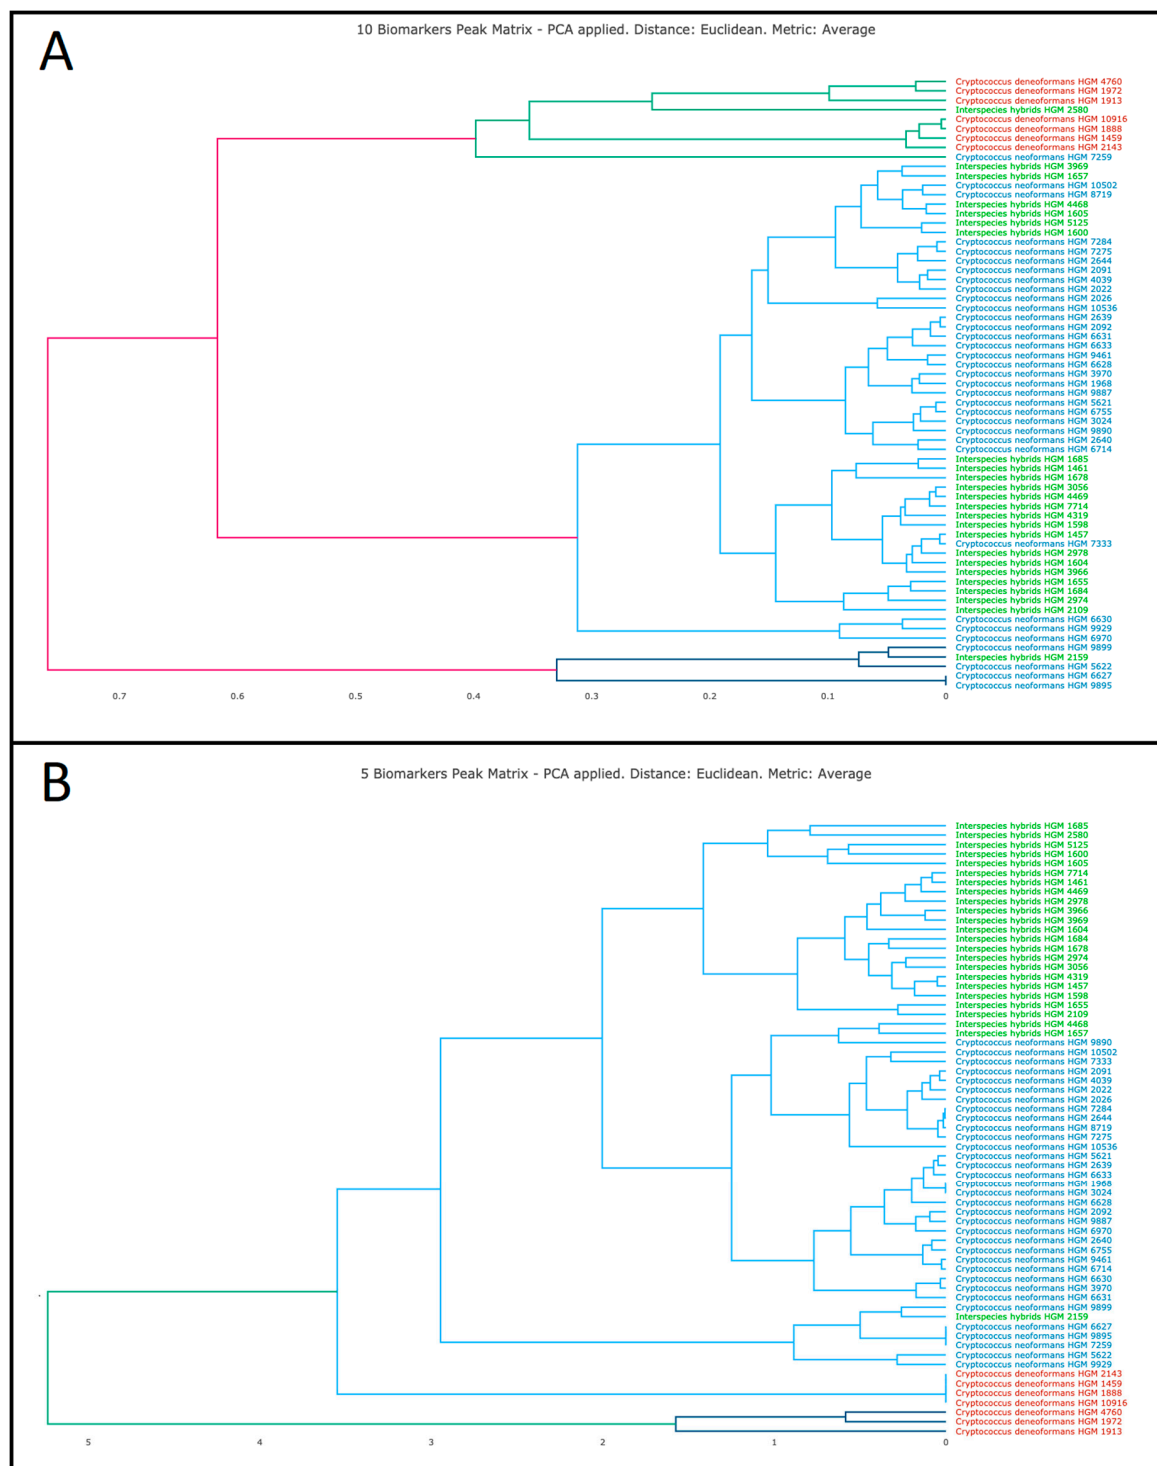 A
10 Biomarkers Peak Matrix - PCA applied. Distance: Euclidean. Metric: Average
Cryptococcus deneoformans HGM 4760
Cryptococcus deneoformans HGM 1972
Cryptococcus deneoformans HGM 1913
Interspecies hybrids HGM 2580
Cryptococcus deneoformans HGM 10916
Cryptococcus deneoformans HGM 1888
Cryptococcus deneoformans HGM 1459
Cryptococcus deneoformans HGM 2143
Cryptococcus neoformans HGM 7259
Interspecies hybrids HGM 3969
Interspecies hybrids HGM 1657
Cryptococcus neoformans HGM 10502
Cryptococcus neoformans HGM 8719
Interspecies hybrids HGM 4468
Interspecies hybrids HGM 1605
Interspecies hybrids HGM 5125
Interspecies hybrids HGM 1600
Cryptococcus neoformans HGM 7284
Cryptococcus neoformans HGM 7275
Cryptococcus neoformans HGM 2644
Cryptococcus neoformans HGM 2091
Cryptococcus neoformans HGM 4039
Cryptococcus neoformans HGM 2022
Cryptococcus neoformans HGM 2026
Cryptococcus neoformans HGM 10536
Cryptococcus neoformans HGM 2639
Cryptococcus neoformans HGM 2092
Cryptococcus neoformans HGM 6631
Cryptococcus neoformans HGM 6633
Cryptococcus neoformans HGM 9461
Cryptococcus neoformans HGM 6628
Cryptococcus neoformans HGM 3970
Cryptococcus neoformans HGM 1968
Cryptococcus neoformans HGM 9887
Cryptococcus neoformans HGM 5621
Cryptococcus neoformans HGM 6755
Cryptococcus neoformans HGM 3024
Cryptococcus neoformans HGM 9890
Cryptococcus neoformans HGM 2640
Cryptococcus neoformans HGM 6714
Interspecies hybrids HGM 1685
Interspecies hybrids HGM 1461
Interspecies hybrids HGM 1678
Interspecies hybrids HGM 3056
Interspecies hybrids HGM 4469
Interspecies hybrids HGM 7714
Interspecies hybrids HGM 4319
Interspecies hybrids HGM 1598
Interspecies hybrids HGM 1457
Cryptococcus neoformans HGM 7333
Interspecies hybrids HGM 2978
Interspecies hybrids HGM 1604
Interspecies hybrids HGM 3966
Interspecies hybrids HGM 1655
Interspecies hybrids HGM 1684
Interspecies hybrids HGM 2974
Interspecies hybrids HGM 2109
Cryptococcus neoformans HGM 6630
Cryptococcus neoformans HGM 9929
Cryptococcus neoformans HGM 6970
Cryptococcus neoformans HGM 9899
Interspecies hybrids HGM 2159
Cryptococcus neoformans HGM 5622
Cryptococcus neoformans HGM 6627
Cryptococcus neoformans HGM 9895
0.7 0.6 0.5 0.4 0.3 0.2 0.1 0
B
5 Biomarkers Peak Matrix - PCA applied. Distance: Euclidean. Metric: Average
Interspecies hybrids HGM 1685
Interspecies hybrids HGM 2580
Interspecies hybrids HGM 5125
Interspecies hybrids HGM 1600
Interspecies hybrids HGM 1605
Interspecies hybrids HGM 7714
Interspecies hybrids HGM 1461
Interspecies hybrids HGM 4469
Interspecies hybrids HGM 2978
Interspecies hybrids HGM 3966
Interspecies hybrids HGM 3969
Interspecies hybrids HGM 1604
Interspecies hybrids HGM 1684
Interspecies hybrids HGM 1678
Interspecies hybrids HGM 2974
Interspecies hybrids HGM 3056
Interspecies hybrids HGM 4319
Interspecies hybrids HGM 1457
Interspecies hybrids HGM 1598
Interspecies hybrids HGM 1655
Interspecies hybrids HGM 2109
Interspecies hybrids HGM 4468
Interspecies hybrids HGM 1657
Cryptococcus neoformans HGM 9890
Cryptococcus neoformans HGM 10502
Cryptococcus neoformans HGM 7333
Cryptococcus neoformans HGM 2091
Cryptococcus neoformans HGM 4039
Cryptococcus neoformans HGM 2022
Cryptococcus neoformans HGM 2026
Cryptococcus neoformans HGM 7284
Cryptococcus neoformans HGM 2644
Cryptococcus neoformans HGM 8719
Cryptococcus neoformans HGM 7275
Cryptococcus neoformans HGM 10536
Cryptococcus neoformans HGM 5621
Cryptococcus neoformans HGM 2639
Cryptococcus neoformans HGM 6633
Cryptococcus neoformans HGM 1968
Cryptococcus neoformans HGM 3024
Cryptococcus neoformans HGM 6628
Cryptococcus neoformans HGM 2092
Cryptococcus neoformans HGM 9887
Cryptococcus neoformans HGM 6970
Cryptococcus neoformans HGM 2640
Cryptococcus neoformans HGM 6755
Cryptococcus neoformans HGM 9461
Cryptococcus neoformans HGM 6714
Cryptococcus neoformans HGM 6630
Cryptococcus neoformans HGM 3970
Cryptococcus neoformans HGM 6631
Cryptococcus neoformans HGM 9899
Interspecies hybrids HGM 2159
Cryptococcus neoformans HGM 6627
Cryptococcus neoformans HGM 9895
Cryptococcus neoformans HGM 7259
Cryptococcus neoformans HGM 5622
Cryptococcus neoformans HGM 9929
Cryptococcus deneoformans HGM 2143
Cryptococcus deneoformans HGM 1459
Cryptococcus deneoformans HGM 1888
Cryptococcus deneoformans HGM 10916
Cryptococcus deneoformans HGM 4760
Cryptococcus deneoformans HGM 1972
Cryptococcus deneoformans HGM 1913
5 4 3 2 1 0